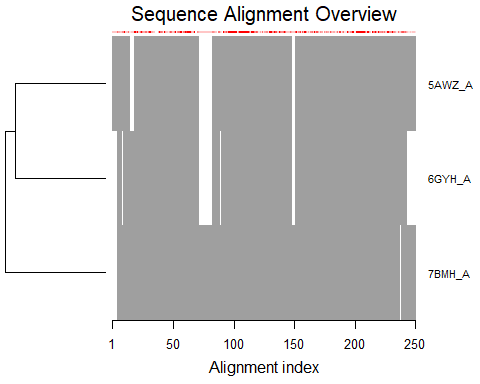 Sequence Alignment Overview
5AWZ_A
6GYH_A
7BMH_A
1 50 100 150 200 250
Alignment index